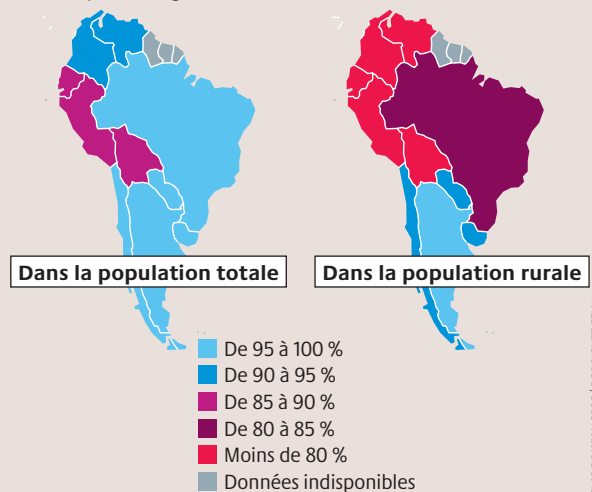 Dans la population totale
Dans la population rurale
De 95 à 100 %
De 90 à 95 %
De 85 à 90 %
De 80 à 85 %
Moins de 80 %
Données indisponibles